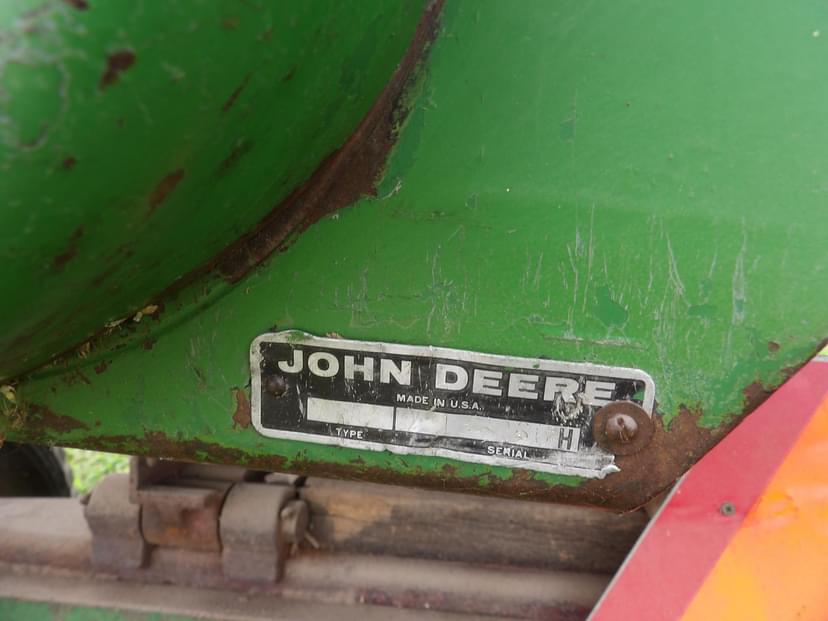 JOHN DEERE
MADE IN U.S.A.
H
TYPE SERIAL